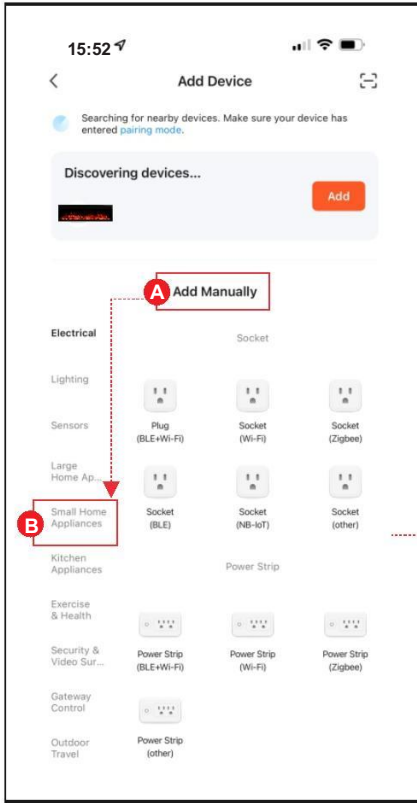 15:52
Add Device
Searching for nearby devices. Make sure your device has
entered pairing mode.
Discovering devices...
Add
A
Add Manually
Electrical
Lighting
Sensors
Large
Home Ap...
B
Small Home
Appliances
Kitchen
Appliances
Exercise
& Health
Security &
Video Sur...
Gateway
Control
Outdoor
Travel
Socket
Plug
(BLE+Wi-Fi)
Socket
(Wi-Fi)
Socket
(Zigbee)
Socket
(BLE)
Socket
(NB-IoT)
Socket
(other)
Power Strip
Power Strip
(BLE+Wi-Fi)
Power Strip
(Wi-Fi)
Power Strip
(Zigbee)
Power Strip
(other)